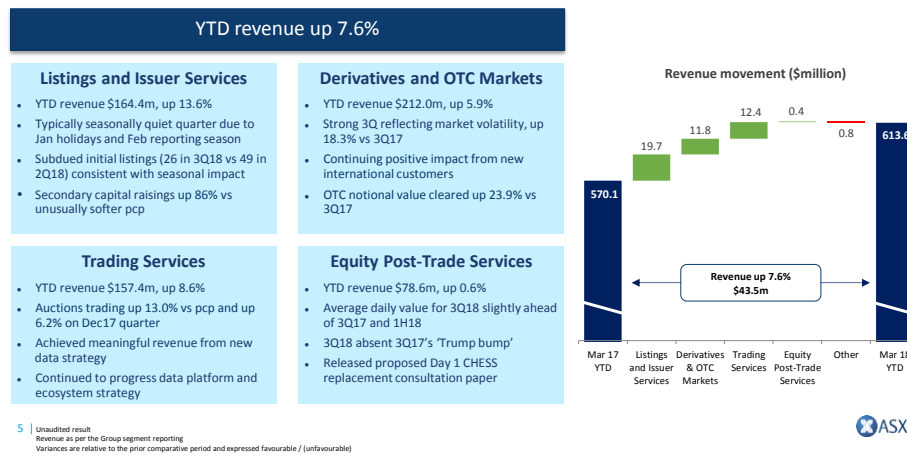 YTD revenue up 7.6%
Listings and Issuer Services
• YTD revenue $164.4m, up 13.6%
• Typically seasonally quiet quarter due to
Jan holidays and Feb reporting season
• Subdued initial listings (26 in 3Q18 vs 49 in
2Q18) consistent with seasonal impact
• Secondary capital raisings up 86% vs
unusually softer pcp
Derivatives and OTC Markets
• YTD revenue $212.0m, up 5.9%
• Strong 3Q reflecting market volatility, up
18.3% vs 3Q17
• Continuing positive impact from new
international customers
• OTC notional value cleared up 23.9% vs
3Q17
Trading Services
• YTD revenue $157.4m, up 8.6%
• Auctions trading up 13.0% vs pcp and up
6.2% on Dec17 quarter
• Achieved meaningful revenue from new
data strategy
• Continued to progress data platform and
ecosystem strategy
Equity Post-Trade Services
• YTD revenue $78.6m, up 0.6%
• Average daily value for 3Q18 slightly ahead
of 3Q17 and 1H18
• 3Q18 absent 3Q17's 'Trump bump'
• Released proposed Day 1 CHESS
replacement consultation paper
Revenue movement ($million)
570.1
19.7
11.8
12.4
0.4
0.8
613.6
Revenue up 7.6%
$43.5m
Mar 17
YTD
Listings
and Issuer
Services
Derivatives
& OTC
Markets
Trading
Services
Equity
Post-Trade
Services
Other
Mar 18
YTD
5
Unaudited result
Revenue as per the Group segment reporting
Variances are relative to the prior comparative period and expressed favourable / (unfavourable)
ASX